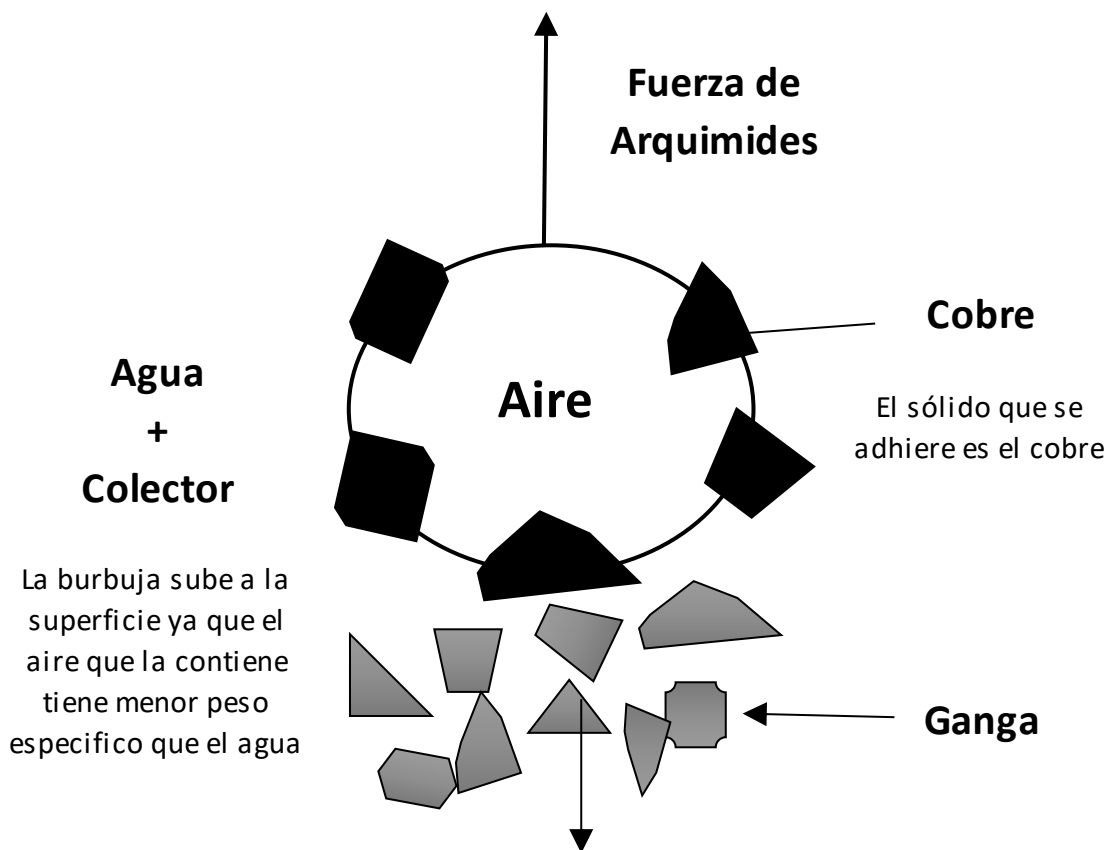 Fuerza de
Arquimides
Cobre
El sólido que se
adhiere es el cobre
Agua
+
Colector
La burbuja sube a la
superficie ya que el
aire que la contiene
tiene menor peso
especifico que el agua
Aire
Ganga